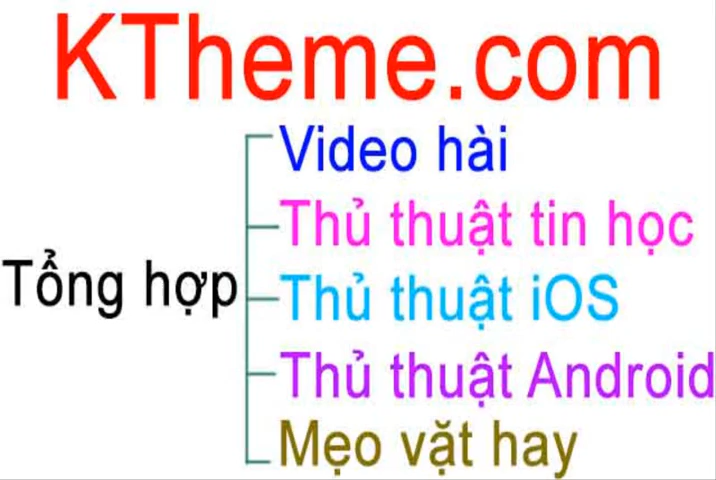 KTheme.com
Video hài
Thủ thuật tin học
Tổng hợp
Thủ thuật iOS
Thủ thuật Android
Mẹo vặt hay